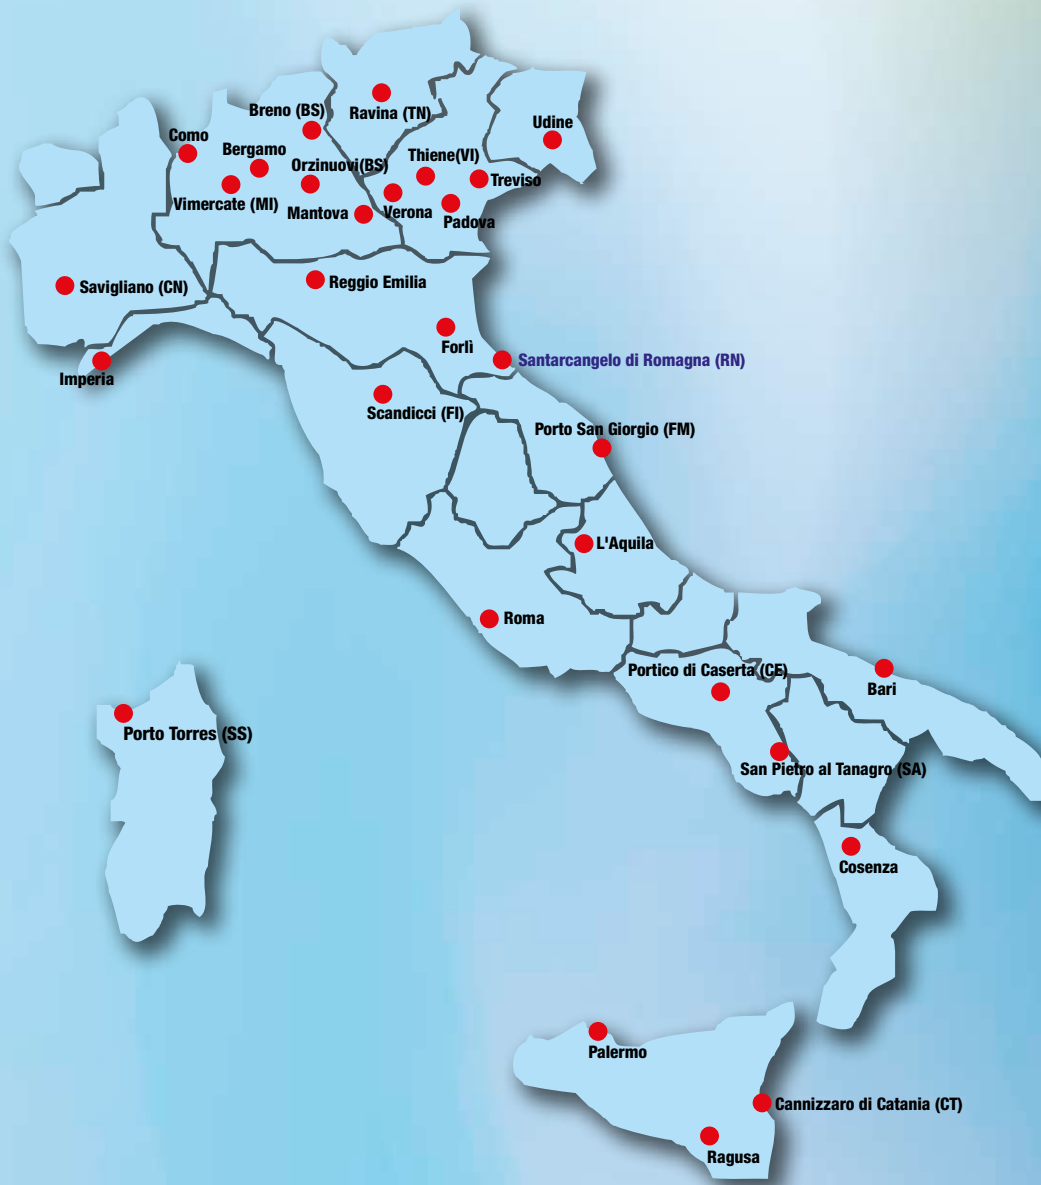 Ravina (TN)
Breno (BS)
Udine
Como
Bergamo
Thiene(VI)
Orzinuovi(BS)
Treviso
Vimercate (MI)
Mantova
Verona
Padova
Savigliano (CN)
Reggio Emilia
Forlì
Santarcangelo di Romagna (RN)
Imperia
Scandicci (FI)
Porto San Giorgio (FM)
L'Aquila
Roma
Portico di Caserta (CE)
Bari
Porto Torres (SS)
San Pietro al Tanagro (SA)
Cosenza
Palermo
Cannizzaro di Catania (CT)
Ragusa